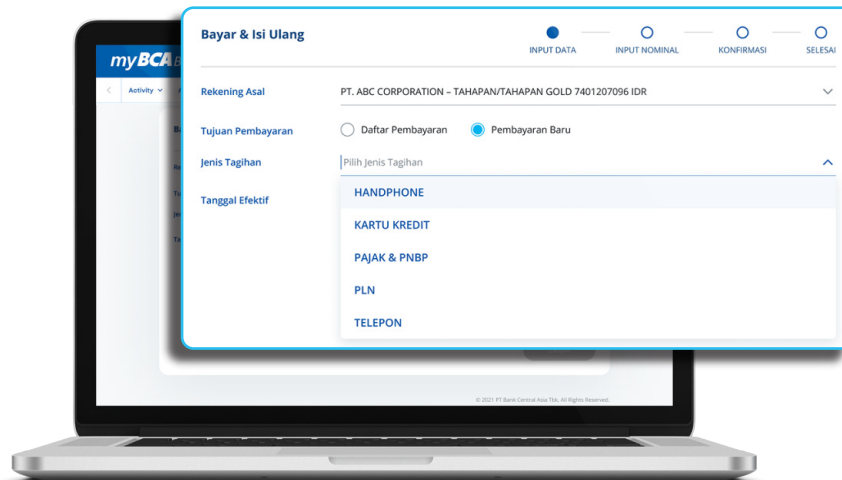 Bayar & Isi Ulang
INPUT DATA
INPUT NOMINAL
KONFIRMASI
SELESAI
myBCA
Activity
Rekening Asal
PT. ABC CORPORATION – TAHAPAN/TAHAPAN GOLD 7401207096 IDR
Tujuan Pembayaran
Daftar Pembayaran
Pembayaran Baru
Jenis Tagihan
Pilih Jenis Tagihan
Tanggal Efektif
HANDPHONE
KARTU KREDIT
PAJAK & PNBP
PLN
TELEPON
© 2021 PT Bank Central Asia Tbk, All Rights Reserved.